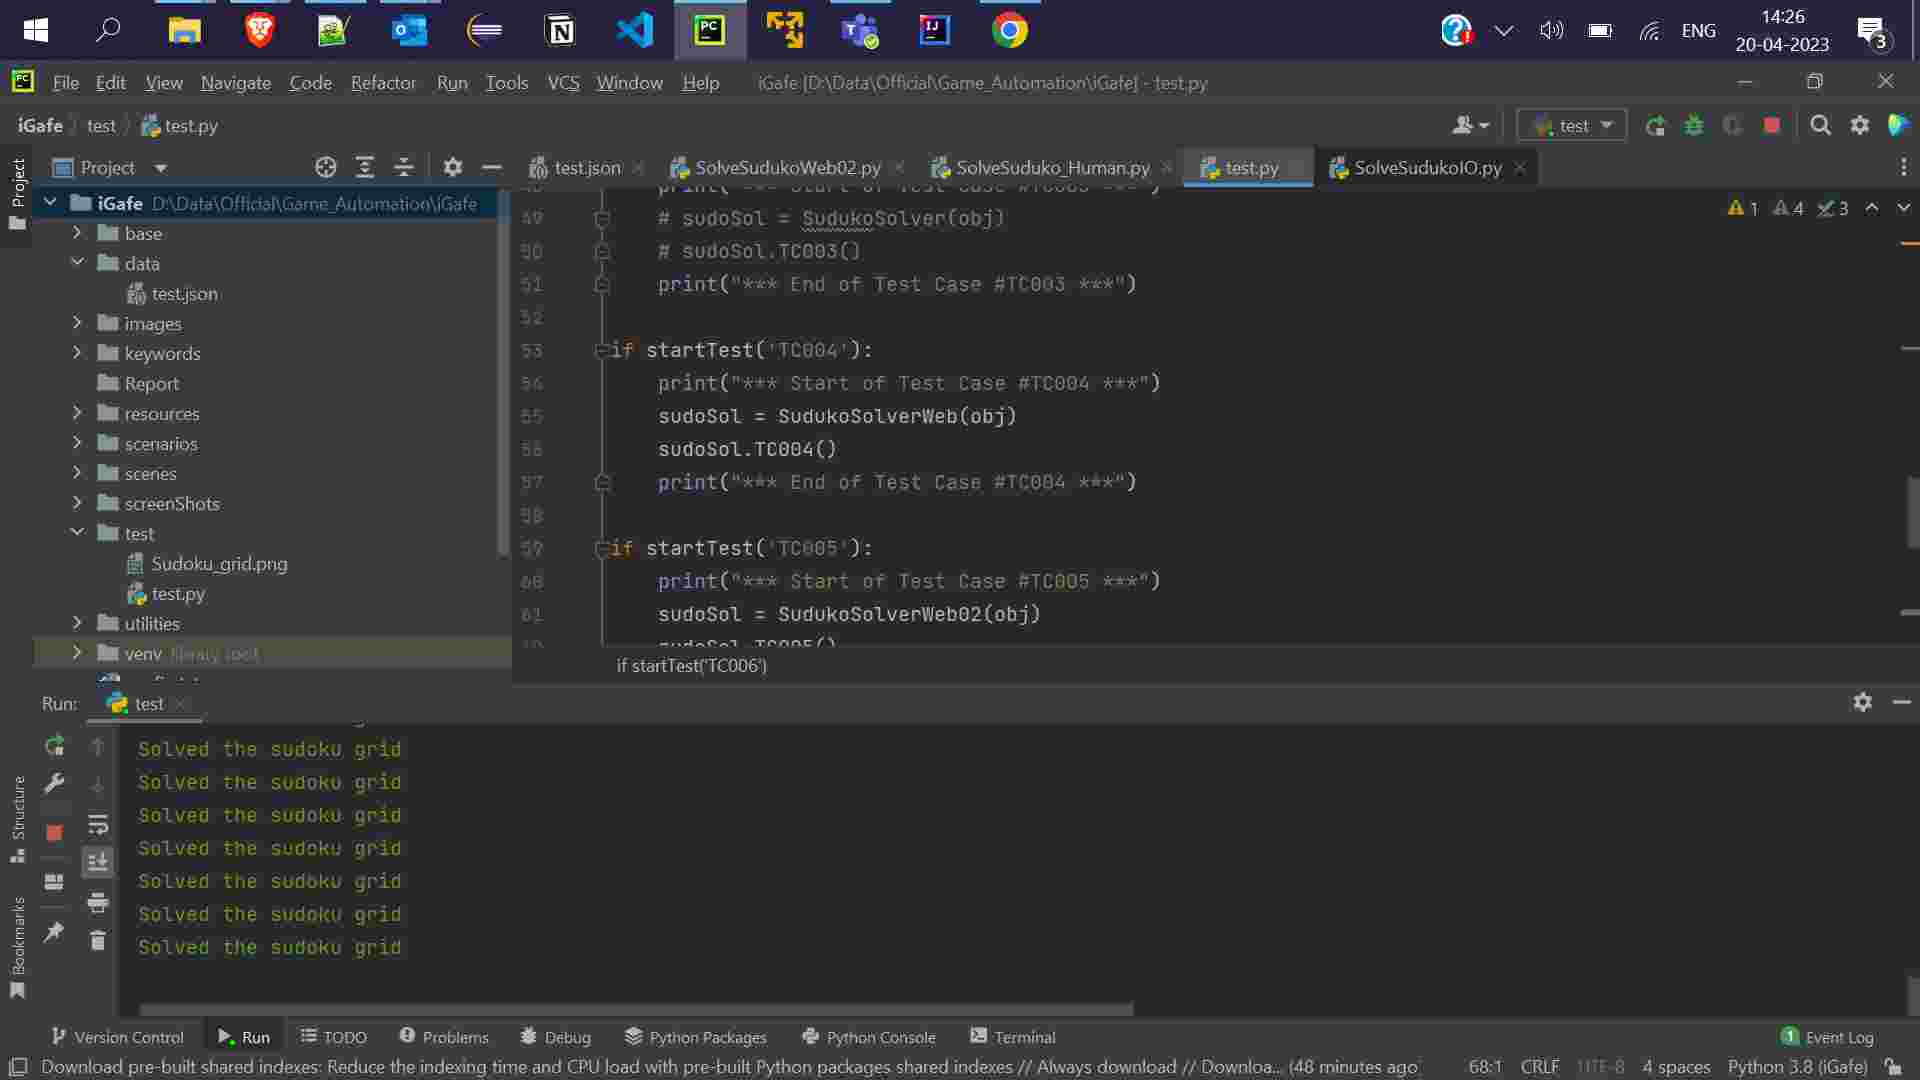 PC
IJ
ENG
14:26
20-04-2023
3
PC
File Edit View Navigate Code Refactor Run Tools VCS Window Help iGafe [D:\Data\Official\Game_Automation\iGafe] - test.py
iGafe test test.py
test
Project
test.json SolveSudukoWeb02.py SolveSuduko_Human.py test.py SolveSudukoIO.py
Project
iGafe D:\Data\Official\Game_Automation\iGafe
base
data
test.json
images
keywords
Report
resources
scenarios
scenes
screenShots
test
Sudoku_grid.png
test.py
utilities
venv library root
1 4 3
49 # sudoSol = SudukoSolver(obj)
50 # sudoSol.TC003()
51 print("*** End of Test Case #TC003 ***")
52
53 if startTest('TC004'):
54 print("*** Start of Test Case #TC004 ***")
55 sudoSol = SudukoSolverWeb(obj)
56 sudoSol.TC004()
57 print("*** End of Test Case #TC004 ***")
58
59 if startTest('TC005'):
60 print("*** Start of Test Case #TC005 ***")
61 sudoSol = SudukoSolverWeb02(obj)
sudoSol.TC005()
if startTest('TC006')
Run: test
Solved the sudoku grid
Solved the sudoku grid
Solved the sudoku grid
Solved the sudoku grid
Solved the sudoku grid
Solved the sudoku grid
Solved the sudoku grid
Structure
Bookmarks
Version Control Run TODO Problems Debug Python Packages Python Console Terminal 1 Event Log
Download pre-built shared indexes: Reduce the indexing time and CPU load with pre-built Python packages shared indexes // Always download // Downloa... (48 minutes ago) 68:1 CRLF UTF-8 4 spaces Python 3.8 (iGafe)